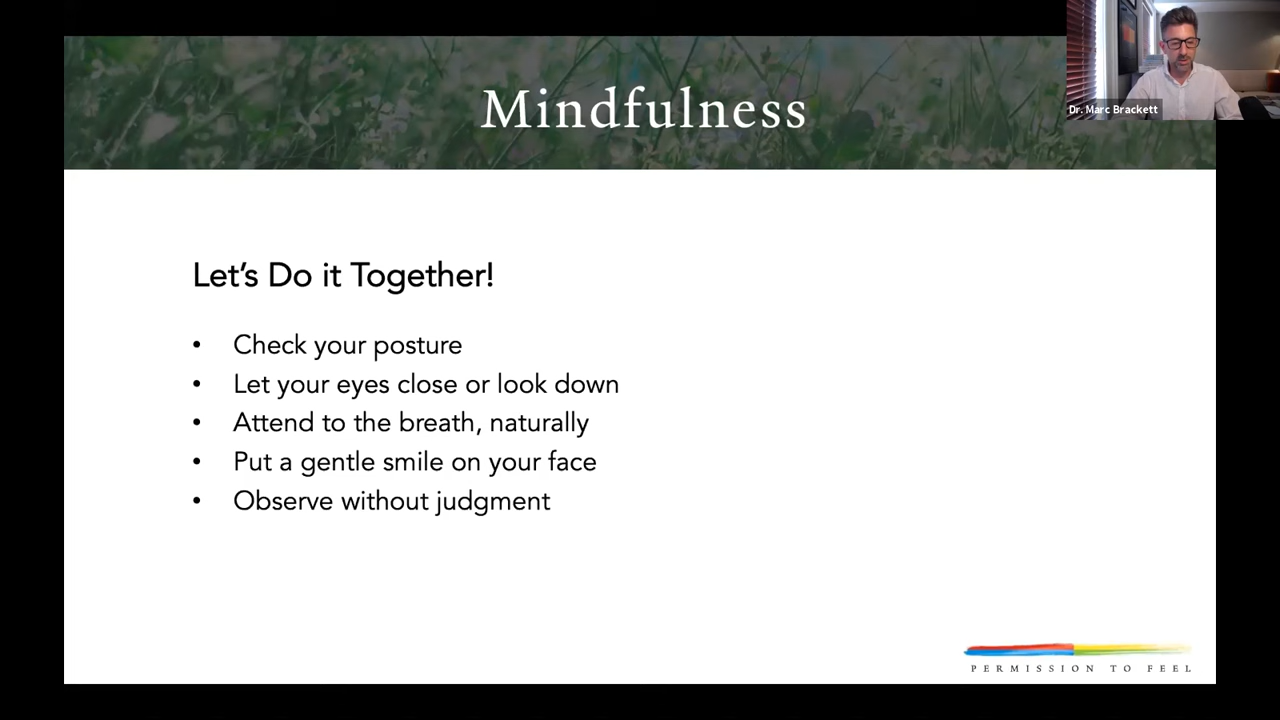 Mindfulness
Dr. Marc Brackett
Let's Do it Together!
• Check your posture
• Let your eyes close or look down
• Attend to the breath, naturally
• Put a gentle smile on your face
• Observe without judgment
PERMISSION TO FEEL